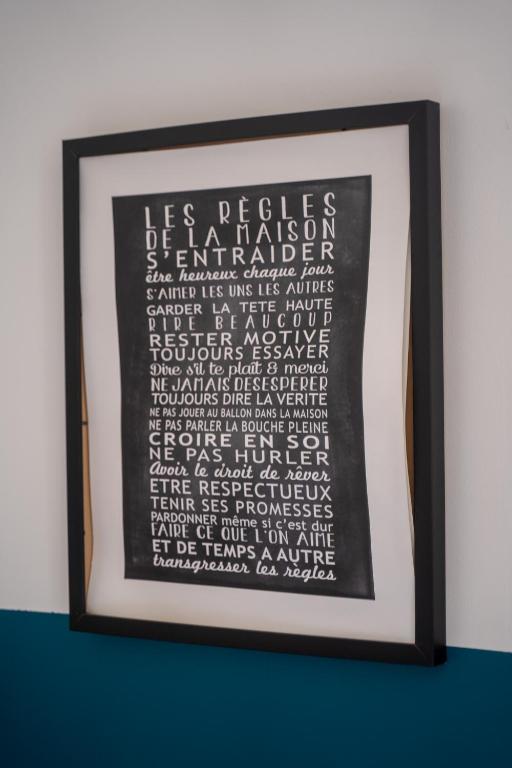 LES RÈGLES
DE LA MAISON
S'ENTRAIDER
être heureux chaque jour
S'AIMER LES UNS LES AUTRES
GARDER LA TETE HAUTE
RIRE BEAUCOUP
RESTER MOTIVE
TOUJOURS ESSAYER
Dire s'il te plaît & merci
NE JAMAIS DESESPERER
TOUJOURS DIRE LA VERITE
NE PAS JOUER AU BALLON DANS LA MAISON
NE PAS PARLER LA BOUCHE PLEINE
CROIRE EN SOI
NE PAS HURLER
Avoir le droit de rêver
ETRE RESPECTUEUX
TENIR SES PROMESSES
PARDONNER même si c'est dur
FAIRE CE QUE L'ON AIME
ET DE TEMPS A AUTRE
transgresser les règles